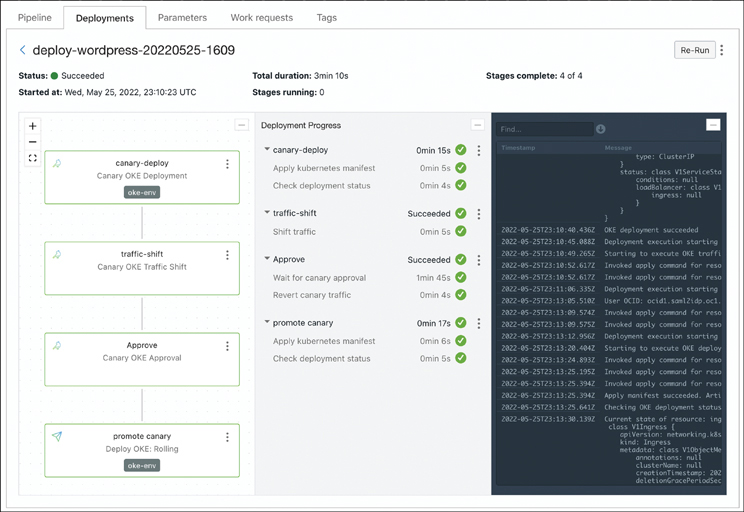 Pipeline Deployments Parameters Work requests Tags
deploy-wordpress-20220525-1609
Re-Run
Status: Succeeded Total duration: 3min 10s Stages complete: 4 of 4
Started at: Wed, May 25, 2022, 23:10:23 UTC Stages running: 0
canary-deploy
Canary OKE Deployment
oke-env
traffic-shift
Canary OKE Traffic Shift
Approve
Canary OKE Approval
promote canary
Deploy OKE: Rolling
oke-env
Deployment Progress
canary-deploy 0min 15s
Apply kubernetes manifest 0min 5s
Check deployment status 0min 4s
traffic-shift Succeeded
Shift traffic 0min 5s
Approve Succeeded
Wait for canary approval 1min 45s
Revert canary traffic 0min 4s
promote canary 0min 17s
Apply kubernetes manifest 0min 6s
Check deployment status 0min 5s
Find...
Timestamp Message
type: ClusterIP
}
status: class V1ServiceSta
conditions: null
loadBalancer: class V1
ingress: null
}
}
}
2022-05-25T23:10:40.436Z OKE deployment succeeded
2022-05-25T23:10:45.088Z Deployment execution starting
2022-05-25T23:10:49.265Z Starting to execute OKE traffi
2022-05-25T23:10:52.617Z Invoked apply command for reso
2022-05-25T23:10:52.617Z Invoked apply command for reso
2022-05-25T23:11:06.335Z Deployment execution starting
2022-05-25T23:13:05.510Z User OCID: ocid1.saml2idp.oc1.
2022-05-25T23:13:09.574Z Invoked apply command for reso
2022-05-25T23:13:09.575Z Invoked apply command for reso
2022-05-25T23:13:12.956Z Deployment execution starting
2022-05-25T23:13:20.404Z Starting to execute OKE deploy
2022-05-25T23:13:24.893Z Invoked apply command for reso
2022-05-25T23:13:25.195Z Invoked apply command for reso
2022-05-25T23:13:25.394Z Invoked apply command for reso
2022-05-25T23:13:25.394Z Apply manifest succeeded. Arti
2022-05-25T23:13:25.641Z Checking OKE deployment status
2022-05-25T23:13:30.139Z Current state of resource: ing
class V1Ingress {
apiVersion: networking.k8s
kind: Ingress
metadata: class V1ObjectMe
annotations: null
clusterName: null
creationTimestamp: 202
deletionGracePeriodSec